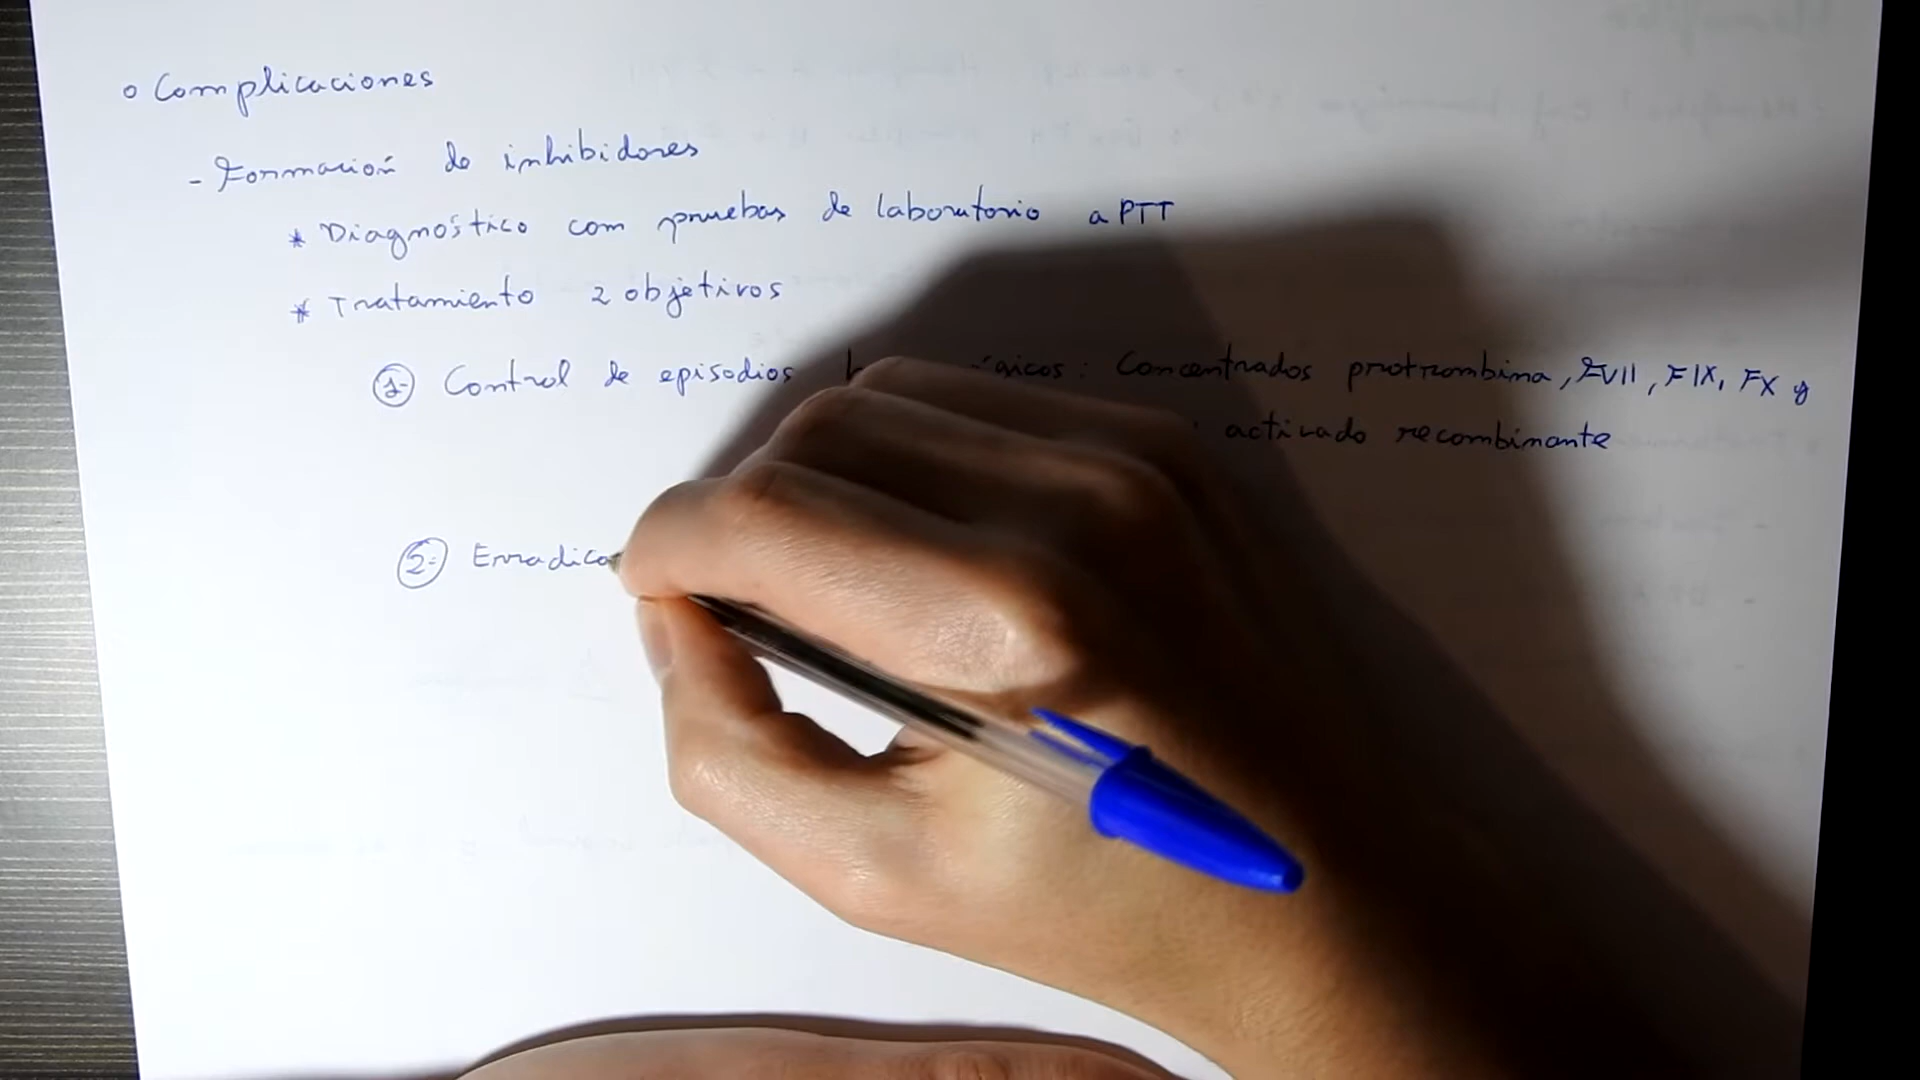 o Complicaciones
- Formación de inhibidores
* Diagnóstico con pruebas de laboratorio aPTT
* Tratamiento 2 objetivos
1- Control de episodios : Concentrados protrombina, FVII, FIX, FX y
activado recombinante
2- Erradica